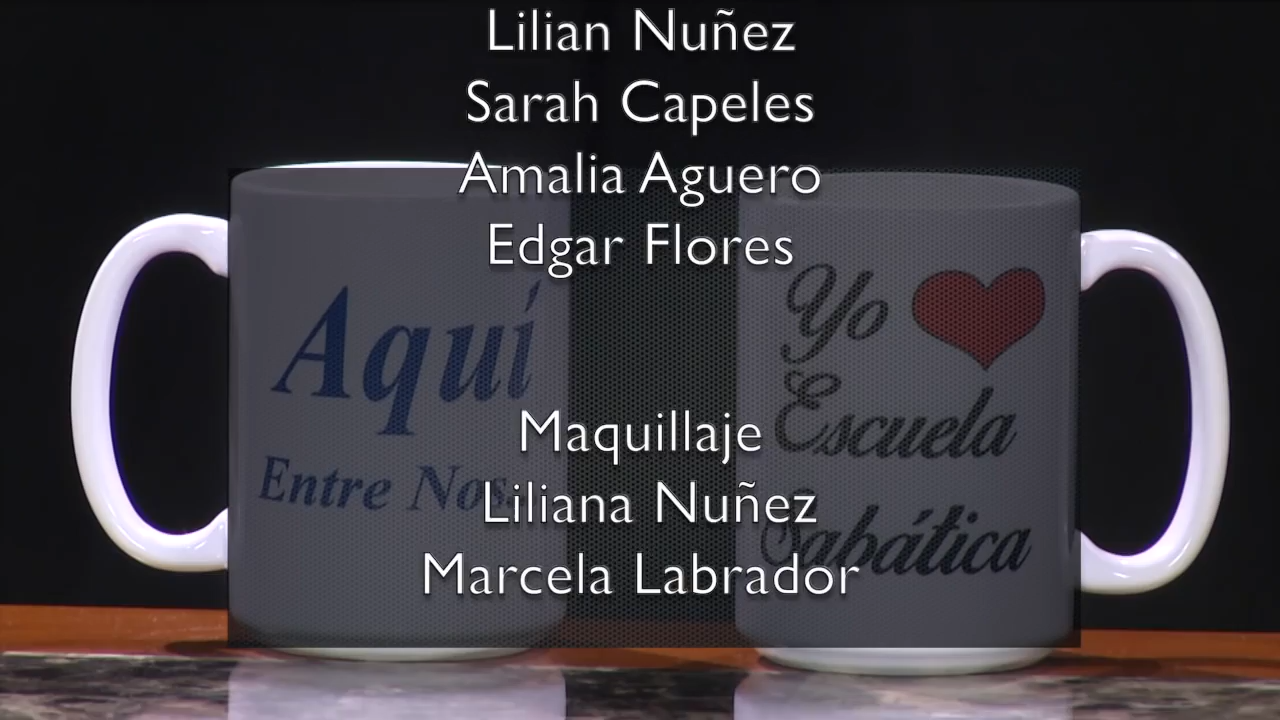 Lilian Nuñez
Sarah Capeles
Amalia Aguero
Edgar Flores
Maquillaje
Liliana Nuñez
Marcela Labrador
Aquí
Entre
Yo
Escuela
Sabática